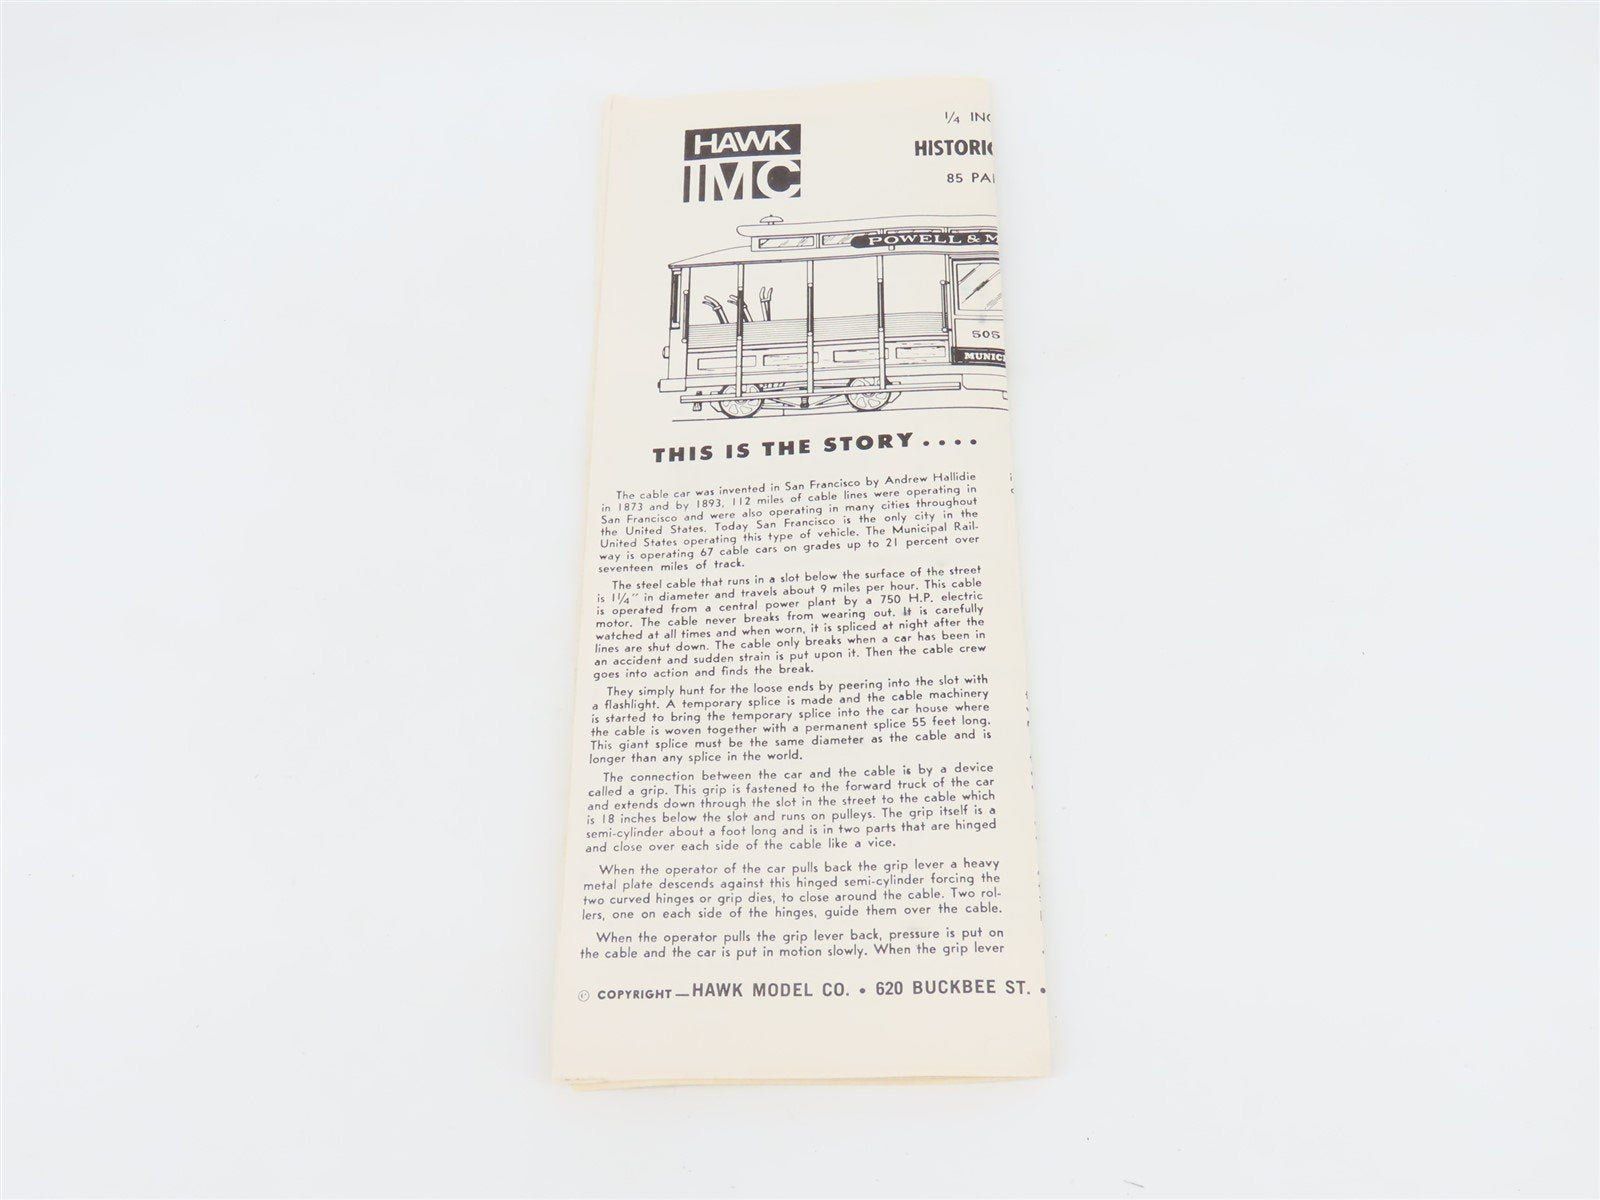 HAWK
IMC
1/4 INC
HISTORIC
85 PA
POWELL & M
505
MUNIC
THIS IS THE STORY....
The cable car was invented in San Francisco by Andrew Hallidie
in 1873 and by 1893, 112 miles of cable lines were operating in
San Francisco and were also operating in many cities throughout
the United States. Today San Francisco is the only city in the
United States operating this type of vehicle. The Municipal Rail-
way is operating 67 cable cars on grades up to 21 percent over
seventeen miles of track.
The steel cable that runs in a slot below the surface of the street
is 1 1/4" in diameter and travels about 9 miles per hour. This cable
is operated from a central power plant by a 750 H.P. electric
motor. The cable never breaks from wearing out. It is carefully
watched at all times and when worn, it is spliced at night after the
lines are shut down. The cable only breaks when a car has been in
an accident and sudden strain is put upon it. Then the cable crew
goes into action and finds the break.
They simply hunt for the loose ends by peering into the slot with
a flashlight. A temporary splice is made and the cable machinery
is started to bring the temporary splice into the car house where
the cable is woven together with a permanent splice 55 feet long.
This giant splice must be the same diameter as the cable and is
longer than any splice in the world.
The connection between the car and the cable is by a device
called a grip. This grip is fastened to the forward truck of the car
and extends down through the slot in the street to the cable which
is 18 inches below the slot and runs on pulleys. The grip itself is a
semi-cylinder about a foot long and is in two parts that are hinged
and close over each side of the cable like a vice.
When the operator of the car pulls back the grip lever a heavy
metal plate descends against this hinged semi-cylinder forcing the
two curved hinges or grip dies, to close around the cable. Two rol-
lers, one on each side of the hinges, guide them over the cable.
When the operator pulls the grip lever back, pressure is put on
the cable and the car is put in motion slowly. When the grip lever
© COPYRIGHT—HAWK MODEL CO. • 620 BUCKBEE ST. •